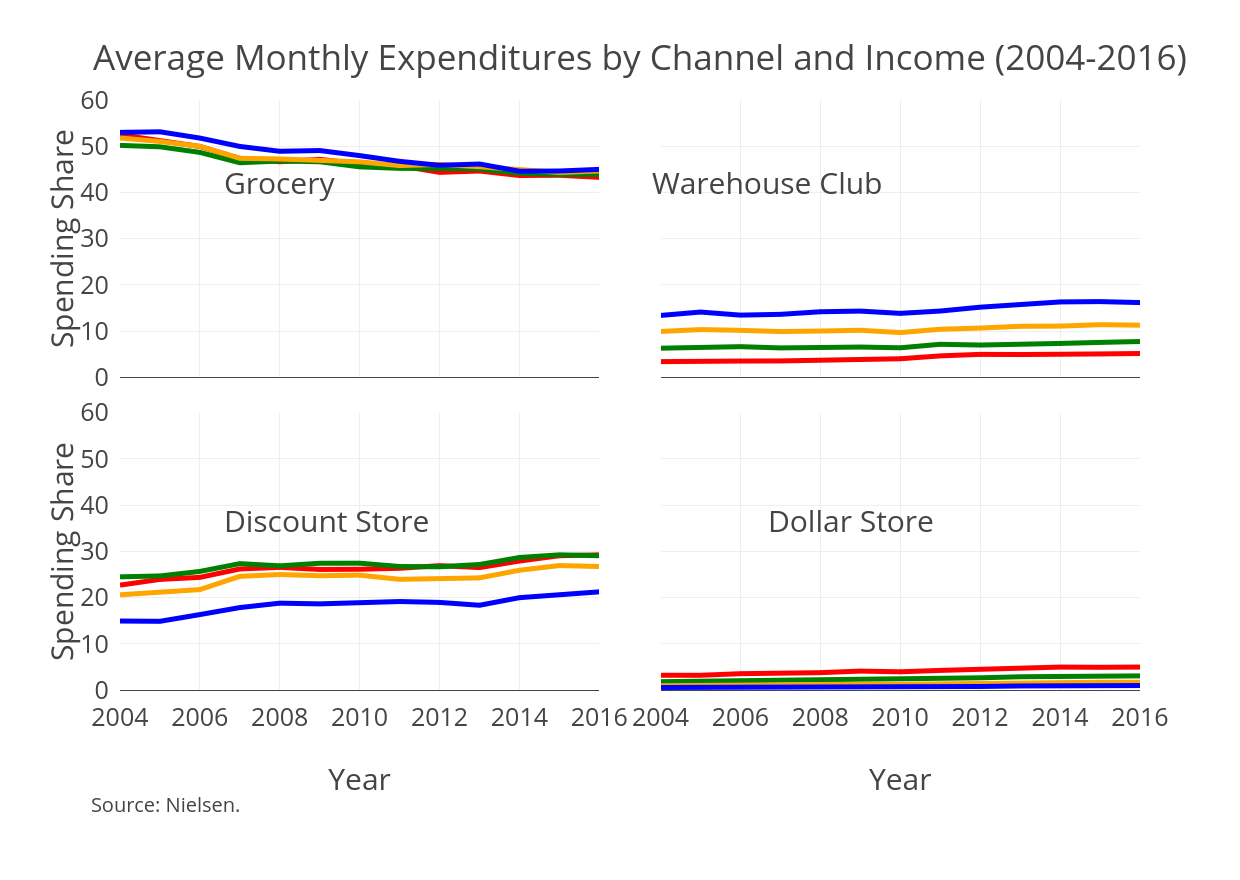 Average Monthly Expenditures by Channel and Income (2004-2016)
60
50
40
30
20
10
0
Spending Share
Grocery
Warehouse Club
60
50
40
30
20
10
0
Spending Share
Discount Store
Dollar Store
2004 2006 2008 2010 2012 2014 2016
2004 2006 2008 2010 2012 2014 2016
Year
Year
Source: Nielsen.